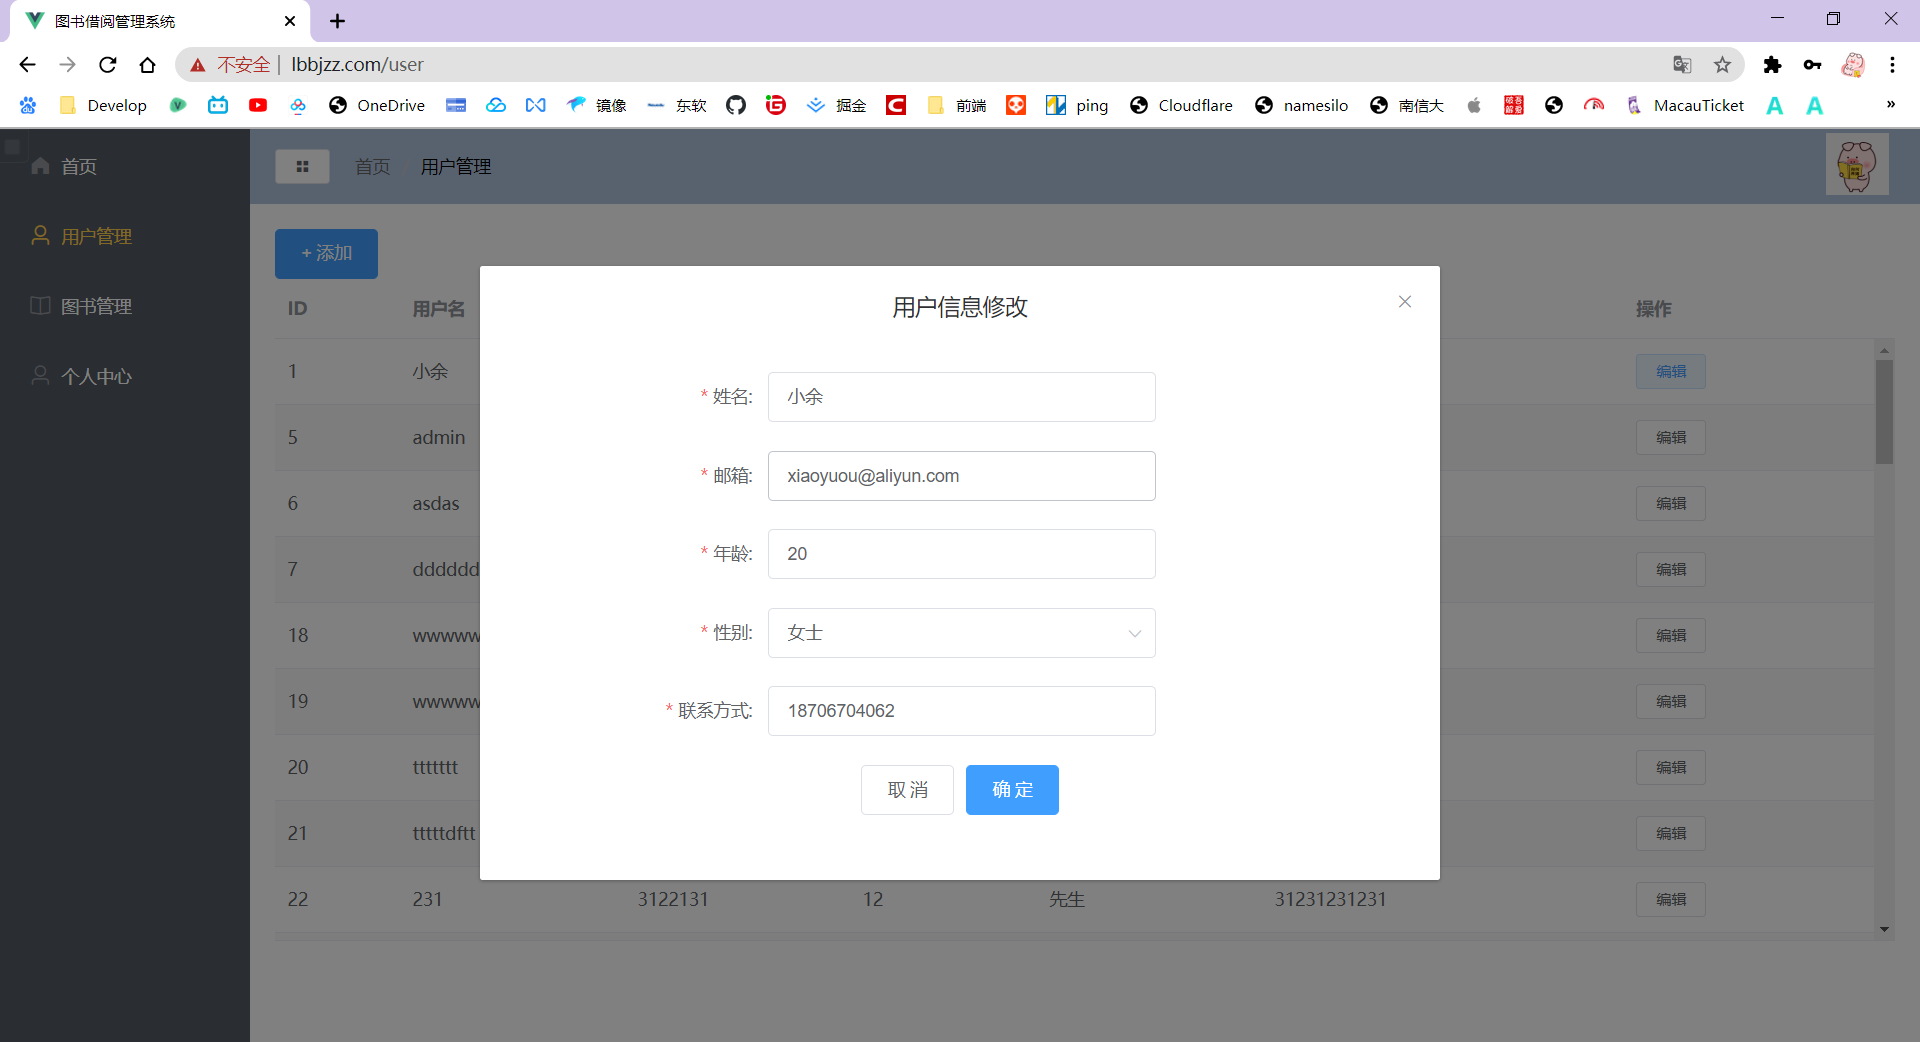 图书借阅管理系统
不安全 | lbbjzz.com/user
Develop OneDrive 镜像 东软 掘金 前端 ping Cloudflare namesilo 南信大 MacauTicket
首页
用户管理
图书管理
个人中心
首页 用户管理
+ 添加
ID 用户名 操作
1 小余 编辑
5 admin 编辑
6 asdas 编辑
7 dddddd 编辑
18 wwwww 编辑
19 wwwww 编辑
20 ttttttt 编辑
21 tttttdftt 编辑
22 231 3122131 12 先生 31231231231 编辑
用户信息修改
* 姓名: 小余
* 邮箱: xiaoyuou@aliyun.com
* 年龄: 20
* 性别: 女士
* 联系方式: 18706704062
取 消 确 定